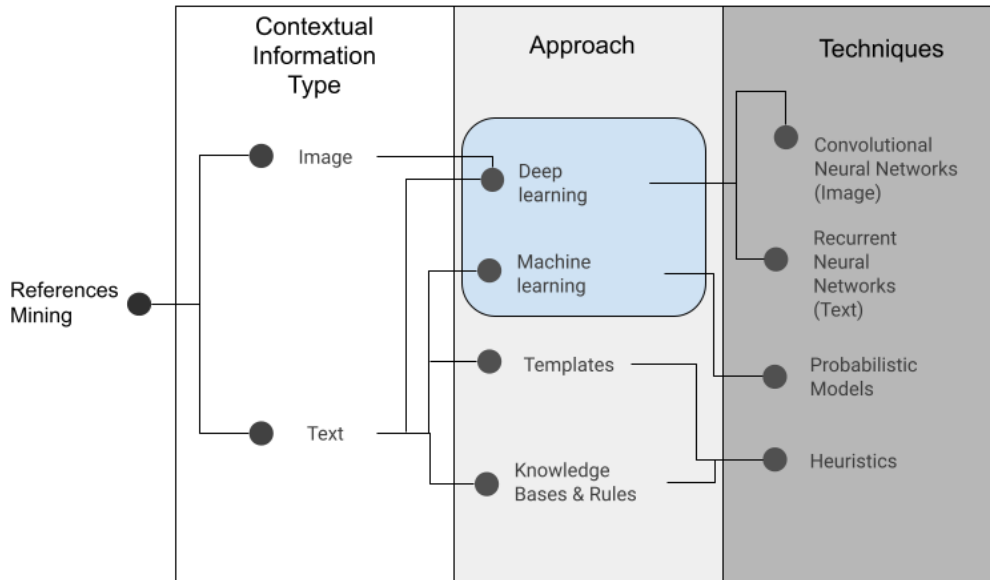 Contextual
Information
Type
Approach
Techniques
References
Mining
Image
Text
Deep
learning
Machine
learning
Templates
Knowledge
Bases & Rules
Convolutional
Neural Networks
(Image)
Recurrent
Neural
Networks
(Text)
Probabilistic
Models
Heuristics